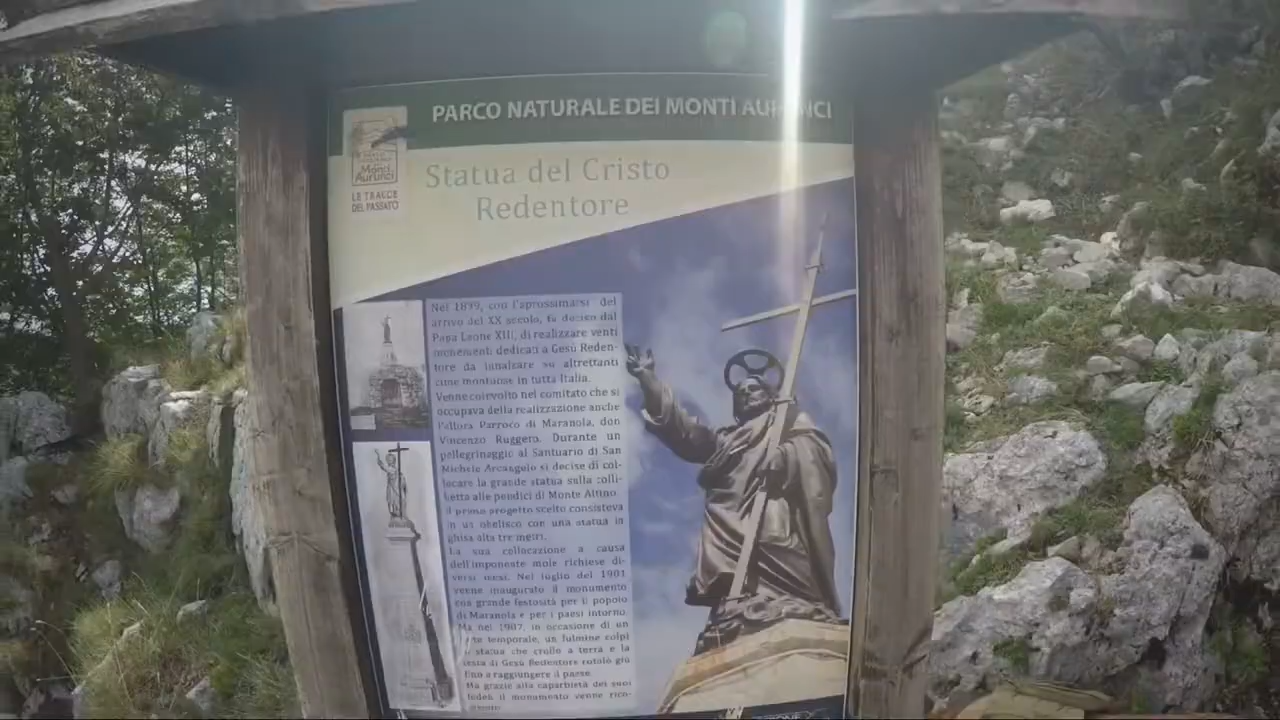 PARCO NATURALE DEI MONTI AURUNCI
Monti
Aurunci
LE TRACCE
DEL PASSATO
Statua del Cristo
Redentore
Nel 1899, con l'aprossimarsi del
arrivo del XX secolo, fu deciso dal
Papa Leone XIII, di realizzare venti
monumenti dedicati a Gesù Reden-
tore da innalzare su altrettanti
cime montuose in tutta Italia.
Venne coinvolto nel comitato che si
occupava della realizzazione anche
l'allora Parroco di Maranola, don
Vincenzo Ruggero. Durante un
pellegrinaggio al Santuario di San
Michele Arcangelo si decise di col-
locare la grande statua sulla colli-
netta alle pendici di Monte Altino.
Il primo progetto scelto consisteva
in un obelisco con una statua in
ghisa alta tre metri.
La sua collocazione a causa
dell'imponente mole richiese di-
versi mesi. Nel luglio del 1901
venne inaugurato il monumento
con grande festosità per il popolo
di Maranola e per i paesi intorno.
Ma nel 1907, in occasione di un
temporale, un fulmine colpì
statua che crollò a terra e la
testa di Gesù Redentore rotolò giù
fino a raggiungere il paese.
Ma grazie alla caparbietà dei suoi
fedeli il monumento venne rico-